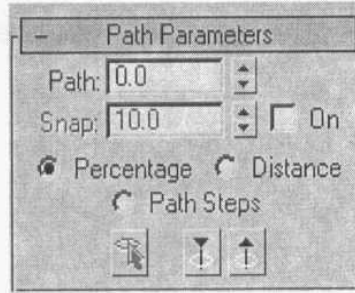 - Path Parameters
Path: 0.0
Snap: 10.0 On
Percentage Distance
Path Steps